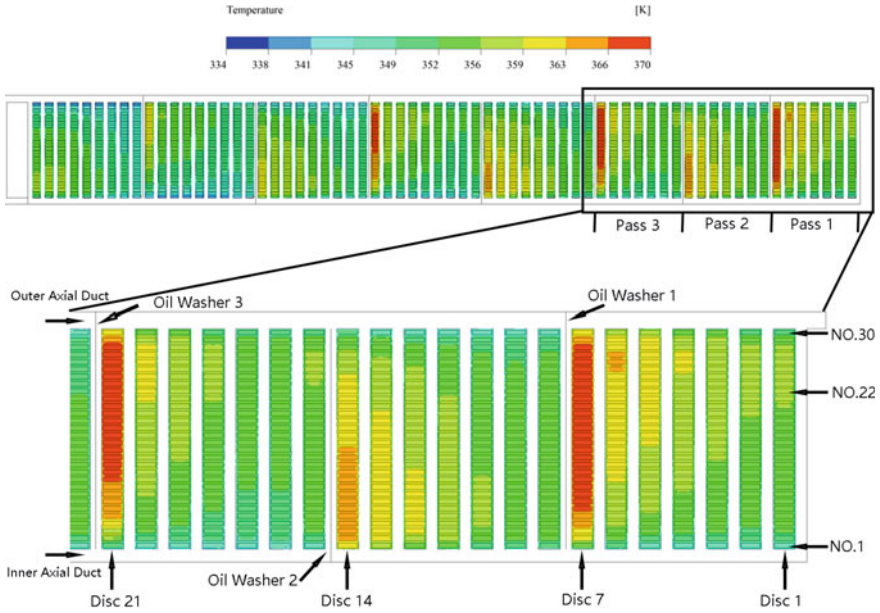 Temperature [K]
334 338 341 345 349 352 356 359 363 366 370
Pass 3 Pass 2 Pass 1
Outer Axial Duct
Oil Washer 3
Oil Washer 1
NO.30
NO.22
NO.1
Inner Axial Duct
Oil Washer 2
Disc 21 Disc 14 Disc 7 Disc 1